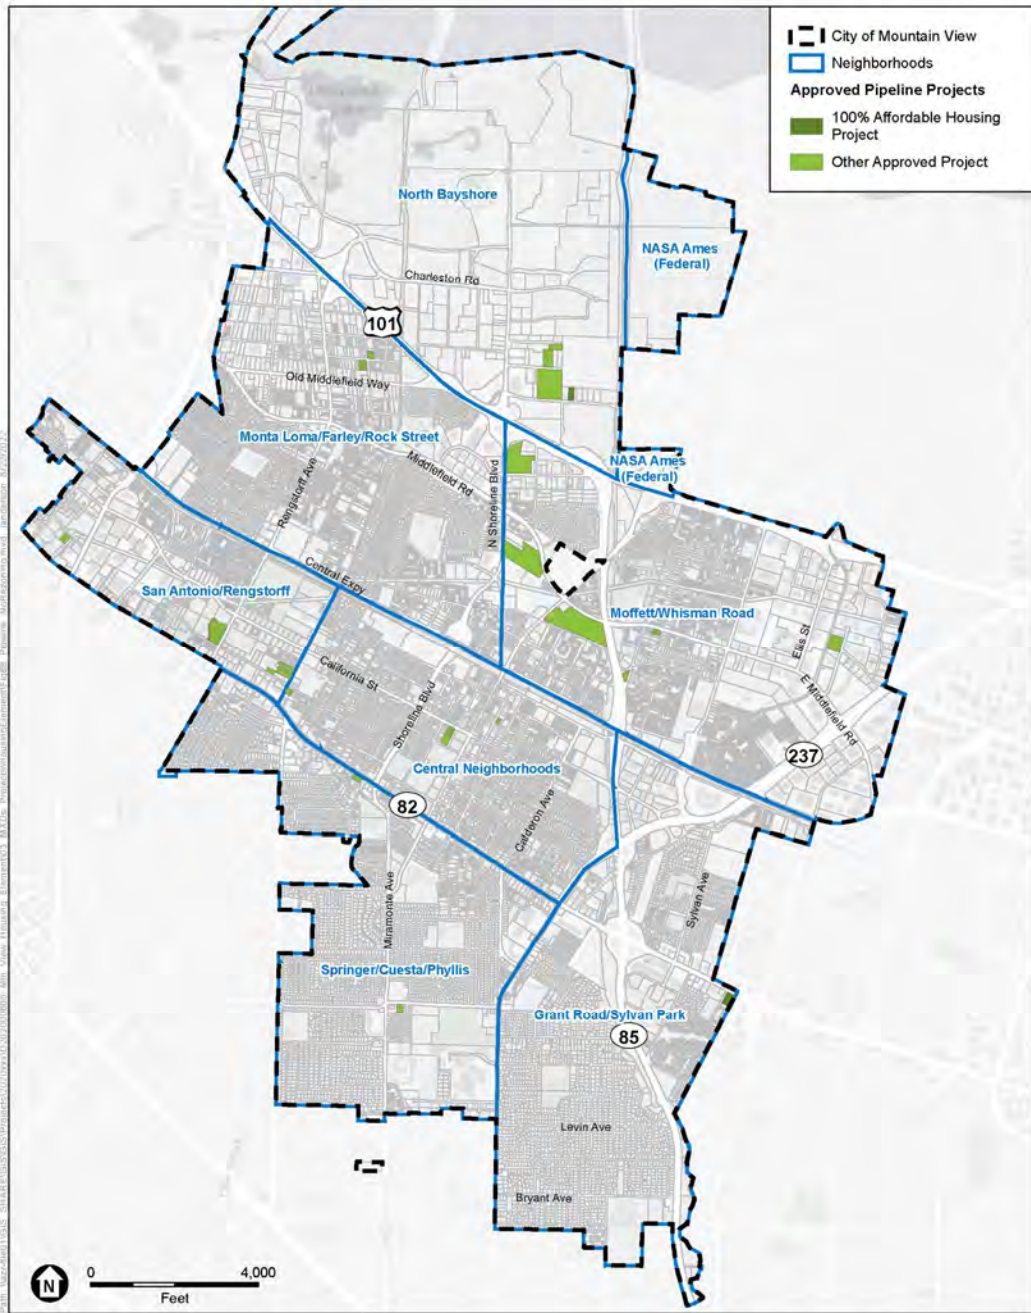 City of Mountain View
Neighborhoods
Approved Pipeline Projects
100% Affordable Housing
Project
Other Approved Project
North Bayshore
NASA Ames
(Federal)
Charleston Rd
101
Old Middlefield Way
Monta Loma/Farley/Rock Street
Middlefield Rd
Rengstorff Ave
N Shoreline Blvd
NASA Ames
(Federal)
Central Expy
San Antonio/Rengstorff
Moffett/Whisman Road
Ellis St
E Middlefield Rd
California St
Shoreline Blvd
237
Central Neighborhoods
82
Calderon Ave
Miramonte Ave
Sylvan Ave
Springer/Cuesta/Phyllis
Grant Road/Sylvan Park
85
Levin Ave
Bryant Ave
N
0
4,000
Feet